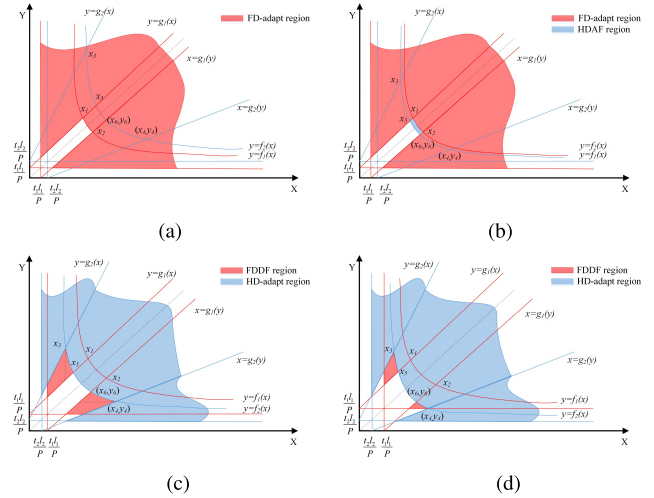 Y
y=g₂(x)
FD-adapt region
y=g₁(x)
x₃
x=g₁(y)
x₅
x₁
(x₆,y₆)
x=g₂(y)
x₂
(x₄,y₄)
t₂l₂
P
y=f₂(x)
t₁l₁
P
y=f₁(x)
t₁l₁
P
t₂l₂
P
X
(a)
Y
y=g₂(x)
FD-adapt region
HDAF region
y=g₁(x)
x=g₁(y)
x₃
x₁
x₅
x=g₂(y)
x₂
(x₆,y₆)
(x₄,y₄)
t₂l₂
P
y=f₁(x)
y=f₂(x)
t₁l₁
P
t₁l₁
P
t₂l₂
P
X
(b)
Y
y=g₂(x)
FDDF region
HD-adapt region
y=g₁(x)
x=g₁(y)
x₃
x₁
x₅
x=g₂(y)
x₂
(x₆,y₆)
(x₄,y₄)
t₁l₁
P
y=f₁(x)
y=f₂(x)
t₂l₂
P
t₂l₂
P
t₁l₁
P
X
(c)
Y
y=g₂(x)
FDDF region
HD-adapt region
y=g₁(x)
x=g₁(y)
x₃
x₁
x₅
x=g₂(y)
x₂
(x₆,y₆)
(x₄,y₄)
t₁l₁
P
y=f₁(x)
y=f₂(x)
t₂l₂
P
t₂l₂
P
t₁l₁
P
X
(d)